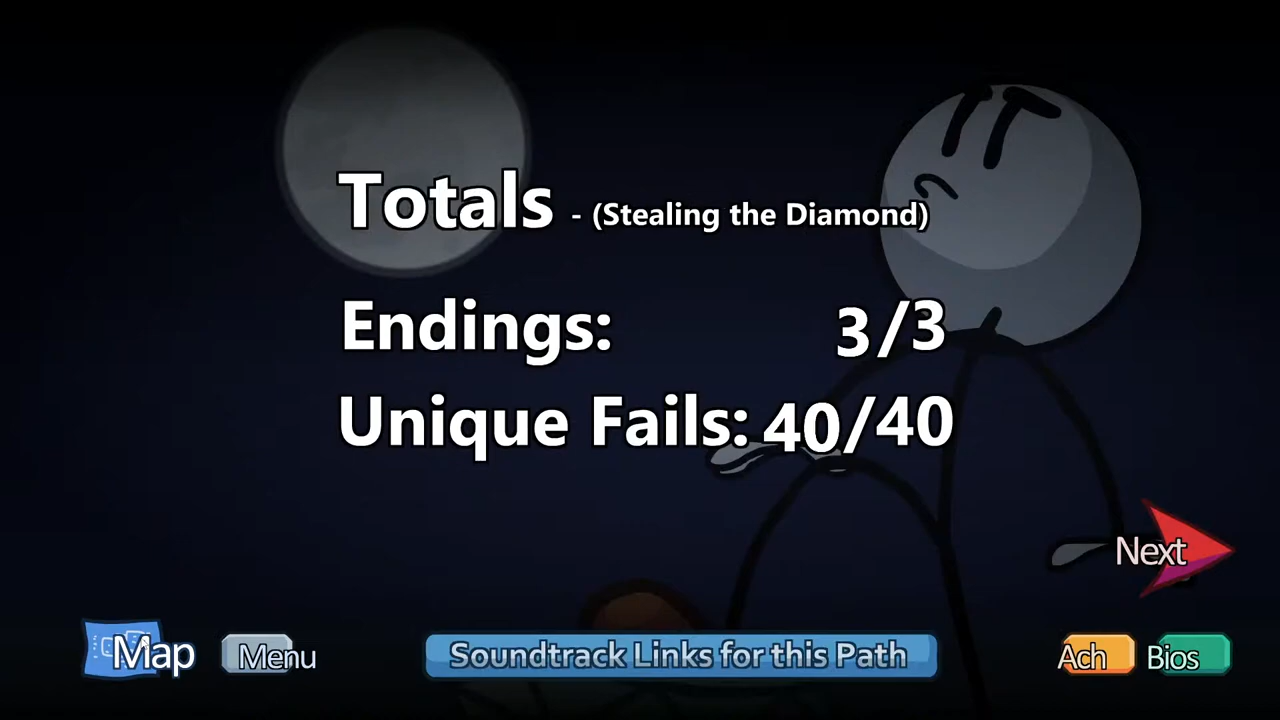 Totals - (Stealing the Diamond)
Endings: 3/3
Unique Fails: 40/40
Next
Map Menu Soundtrack Links for this Path Ach Bios